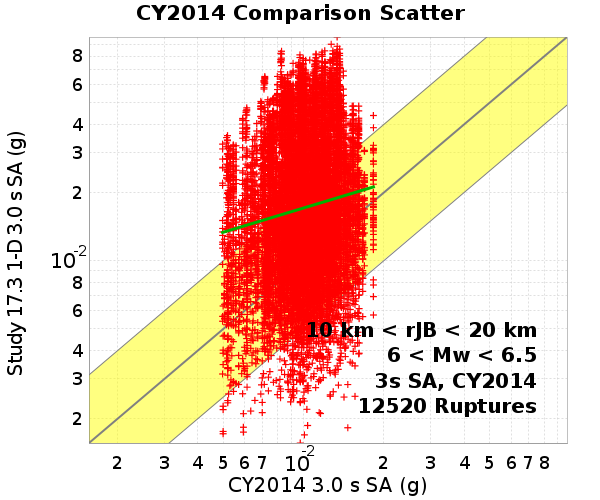 CY2014 Comparison Scatter
Study 17.3 1-D 3.0 s SA (g)
8
6
4
3
2
10-2
8
6
4
3
2
10 km < rJB < 20 km
6 < Mw < 6.5
3s SA, CY2014
12520 Ruptures
2 3 4 5 6 7 10-2 2 3 4 5 6 7 8
CY2014 3.0 s SA (g)